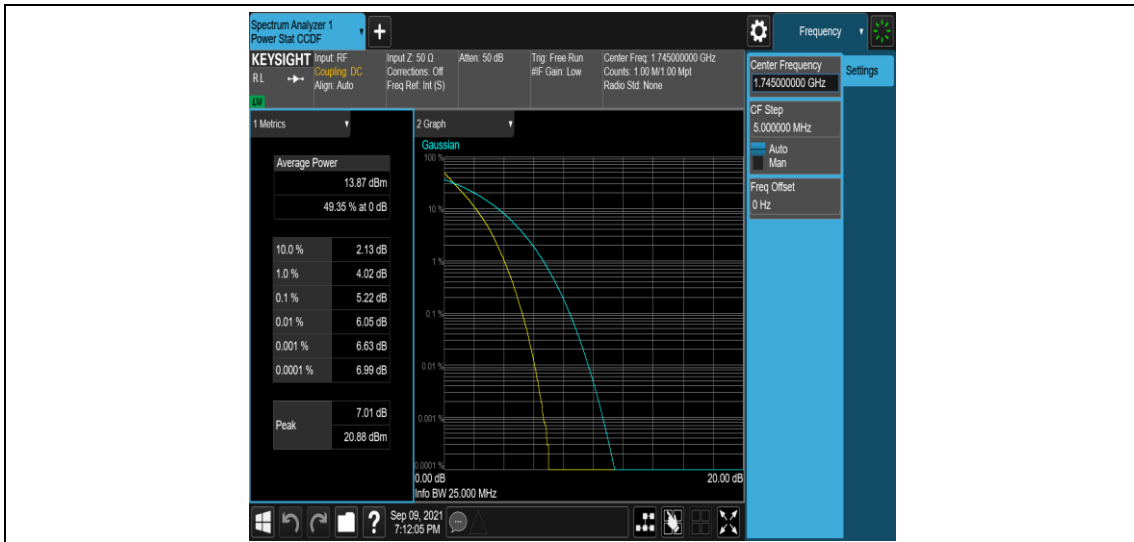 Spectrum Analyzer 1
Power Stat CCDF
+
Frequency
KEYSIGHT
RL
LXI
Input: RF
Coupling: DC
Align: Auto
Input Z: 50 Ω
Corrections: Off
Freq Ref: Int (S)
Atten: 50 dB
Trig: Free Run
#IF Gain: Low
Center Freq: 1.745000000 GHz
Counts: 1.00 M/1.00 Mpt
Radio Std: None
Center Frequency
1.745000000 GHz
Settings
CF Step
5.000000 MHz
Auto
Man
Freq Offset
0 Hz
1 Metrics
Average Power
13.87 dBm
49.35 % at 0 dB
10.0 % 2.13 dB
1.0 % 4.02 dB
0.1 % 5.22 dB
0.01 % 6.05 dB
0.001 % 6.63 dB
0.0001 % 6.99 dB
Peak
7.01 dB
20.88 dBm
2 Graph
Gaussian
100 %
10 %
1 %
0.1 %
0.01 %
0.001 %
0.0001 %
0.00 dB
20.00 dB
Info BW 25.000 MHz
?
Sep 09, 2021
7:12:05 PM